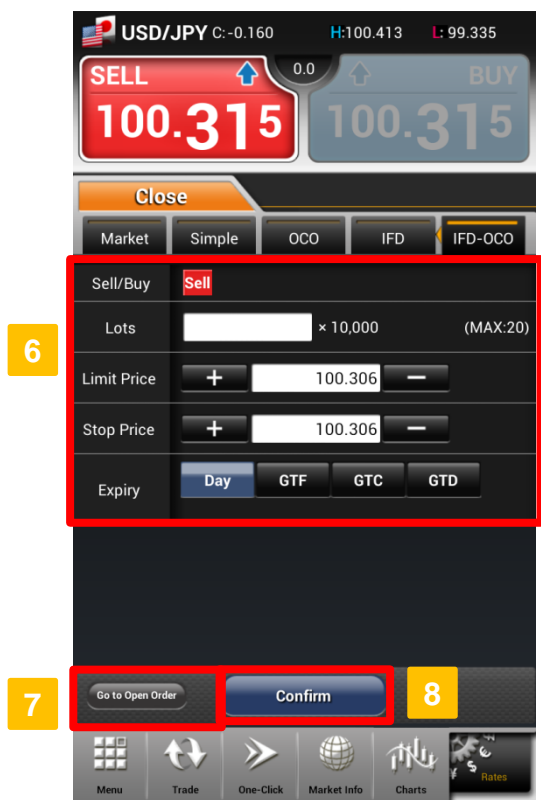 USD/JPY C:-0.160 H:100.413 L: 99.335
SELL 0.0 BUY
100.315 100.315
Close
Market Simple OCO IFD IFD-OCO
Sell/Buy Sell
Lots × 10,000 (MAX:20)
6
Limit Price + 100.306 −
Stop Price + 100.306 −
Expiry Day GTF GTC GTD
7 Go to Open Order Confirm 8
Menu Trade One-Click Market Info Charts Rates